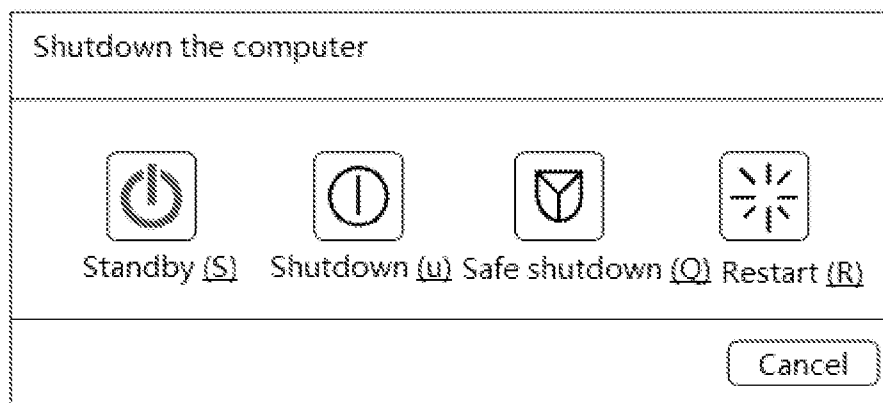 Shutdown the computer
Standby (S) Shutdown (u) Safe shutdown (Q) Restart (R)
Cancel